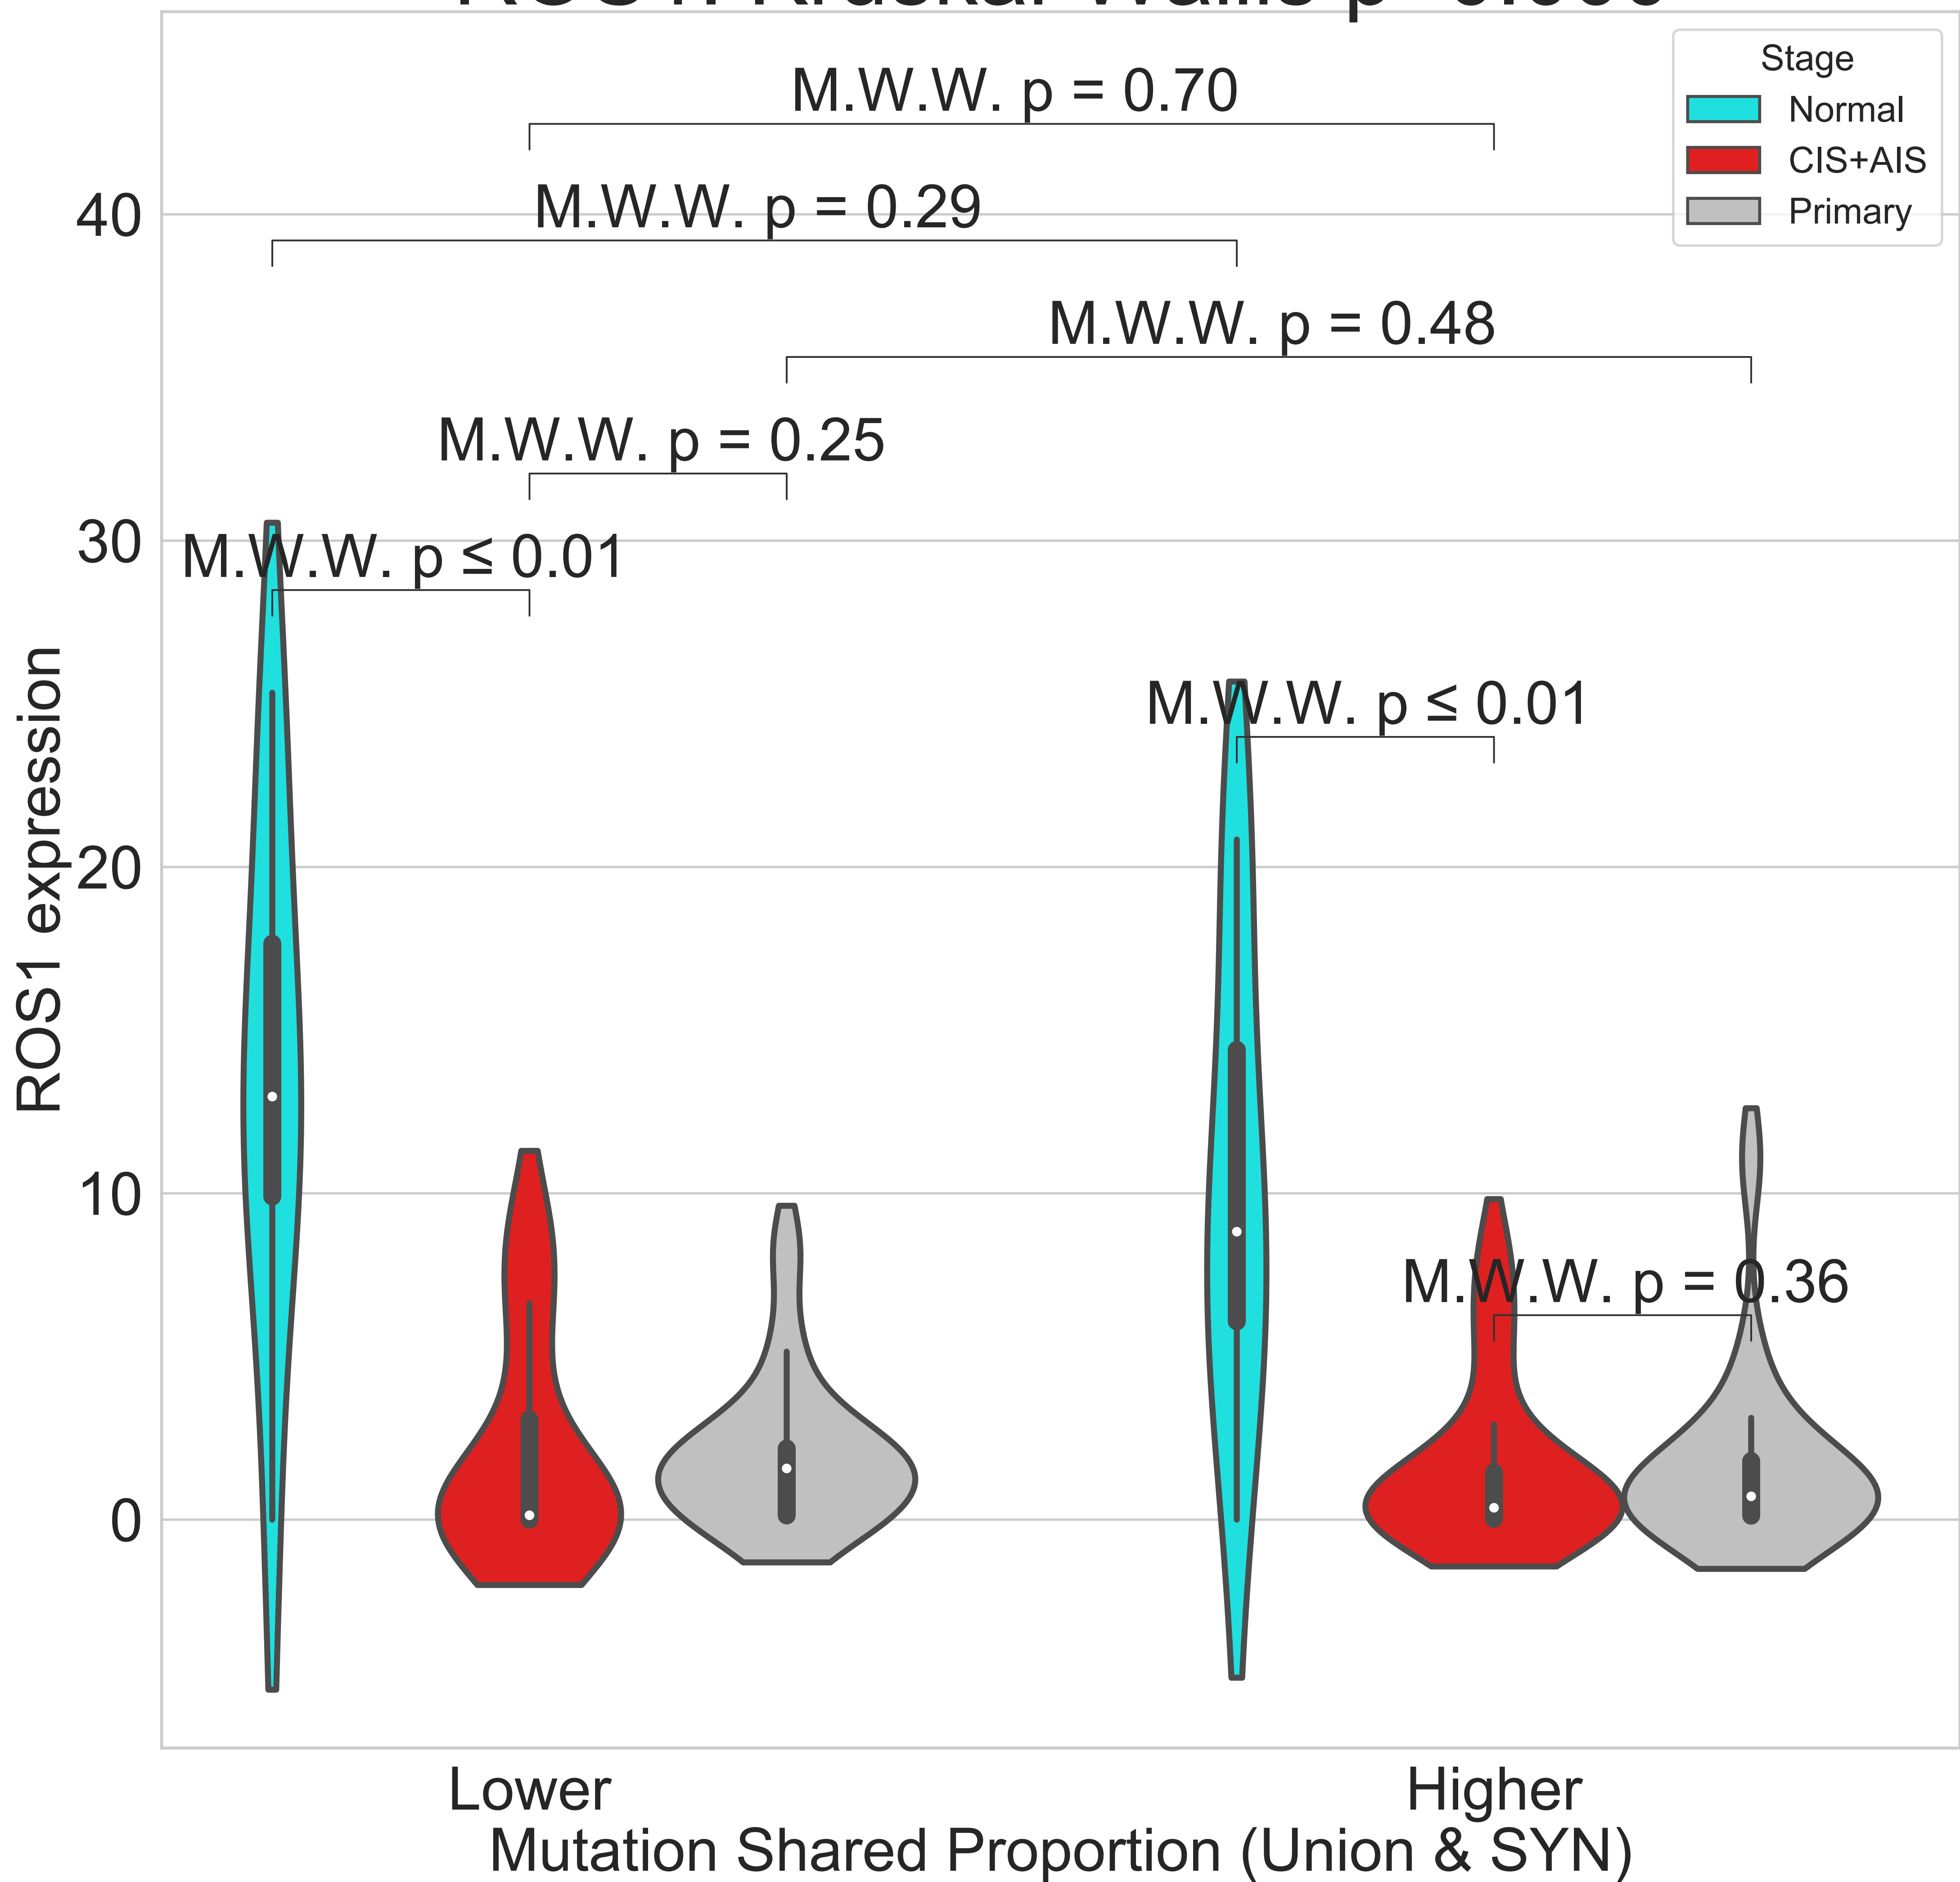 Stage
Normal
CIS+AIS
Primary
M.W.W. p = 0.70
M.W.W. p = 0.29
M.W.W. p = 0.48
M.W.W. p = 0.25
M.W.W. p ≤ 0.01
M.W.W. p ≤ 0.01
M.W.W. p = 0.36
40
30
20
10
0
ROS1 expression
Lower
Higher
Mutation Shared Proportion (Union & SYN)